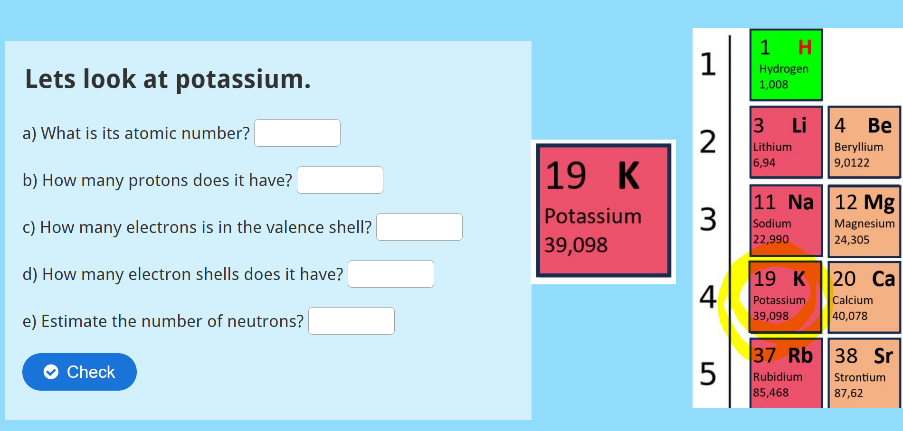 Lets look at potassium.
a) What is its atomic number?
b) How many protons does it have?
c) How many electrons is in the valence shell?
d) How many electron shells does it have?
e) Estimate the number of neutrons?
Check
19 K
Potassium
39,098
1
1 H
Hydrogen
1,008
2
3 Li
Lithium
6,94
4 Be
Beryllium
9,0122
3
11 Na
Sodium
22,990
12 Mg
Magnesium
24,305
4
19 K
Potassium
39,098
20 Ca
Calcium
40,078
5
37 Rb
Rubidium
85,468
38 Sr
Strontium
87,62